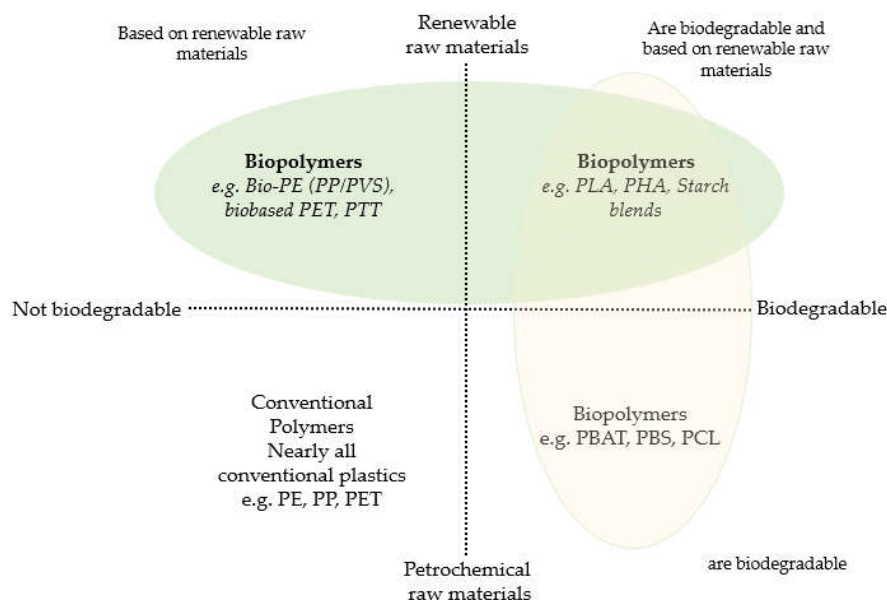 Based on renewable raw
materials
Renewable
raw materials
Are biodegradable and
based on renewable raw
materials
Biopolymers
e.g. Bio-PE (PP/PVS),
biobased PET, PTT
Biopolymers
e.g. PLA, PHA, Starch
blends
Not biodegradable
Biodegradable
Conventional
Polymers
Nearly all
conventional plastics
e.g. PE, PP, PET
Biopolymers
e.g. PBAT, PBS, PCL
Petrochemical
raw materials
are biodegradable